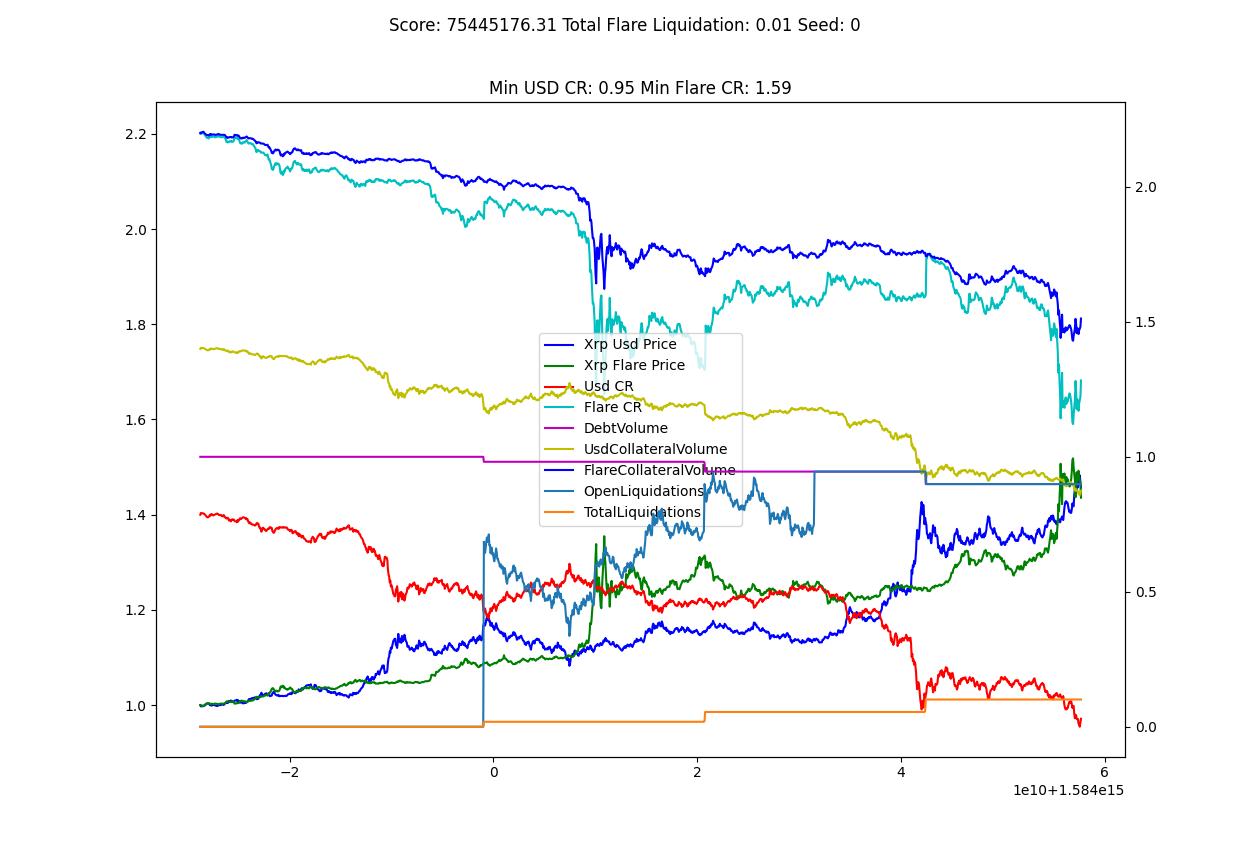 Score: 75445176.31 Total Flare Liquidation: 0.01 Seed: 0
Min USD CR: 0.95 Min Flare CR: 1.59
2.2
2.0
1.8
1.6
1.4
1.2
1.0
2.0
1.5
1.0
0.5
0.0
Xrp Usd Price
Xrp Flare Price
Usd CR
Flare CR
DebtVolume
UsdCollateralVolume
FlareCollateralVolume
OpenLiquidations
TotalLiquidations
−2 0 2 4 6
1e10+1.584e15